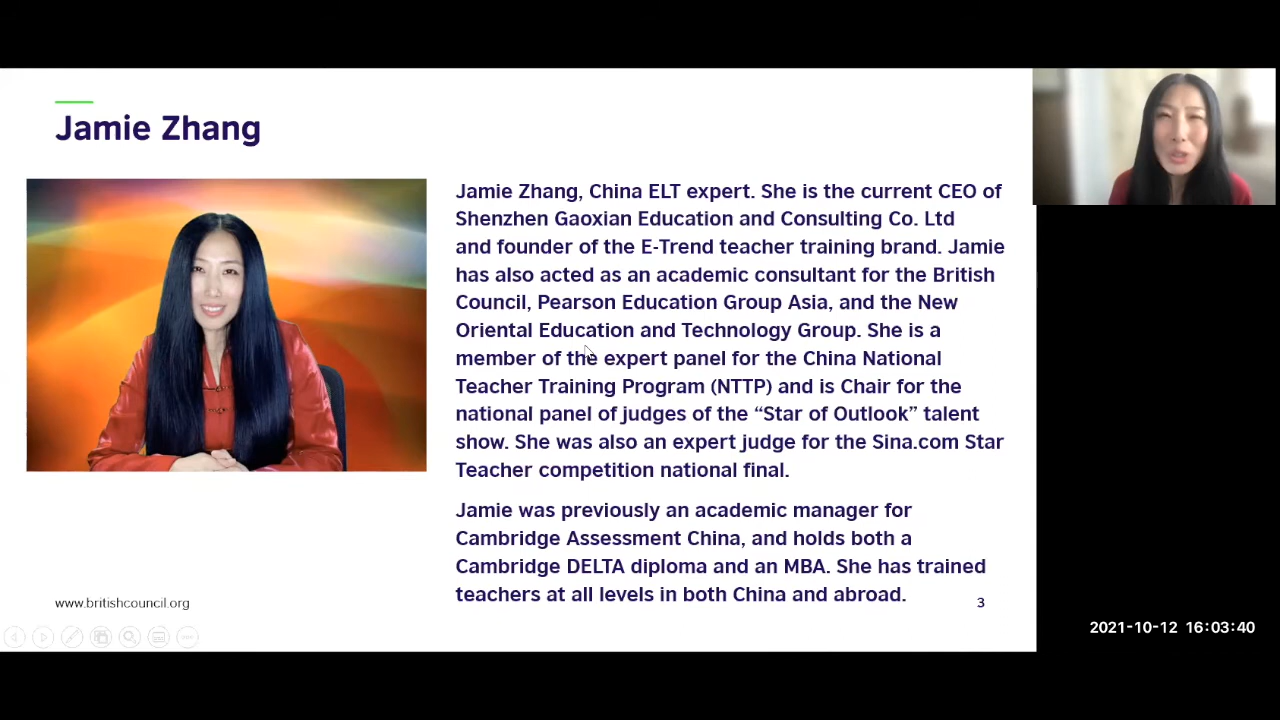 Jamie Zhang
Jamie Zhang, China ELT expert. She is the current CEO of
Shenzhen Gaoxian Education and Consulting Co. Ltd
and founder of the E-Trend teacher training brand. Jamie
has also acted as an academic consultant for the British
Council, Pearson Education Group Asia, and the New
Oriental Education and Technology Group. She is a
member of the expert panel for the China National
Teacher Training Program (NTTP) and is Chair for the
national panel of judges of the “Star of Outlook” talent
show. She was also an expert judge for the Sina.com Star
Teacher competition national final.
Jamie was previously an academic manager for
Cambridge Assessment China, and holds both a
Cambridge DELTA diploma and an MBA. She has trained
teachers at all levels in both China and abroad.
www.britishcouncil.org
3
2021-10-12 16:03:40